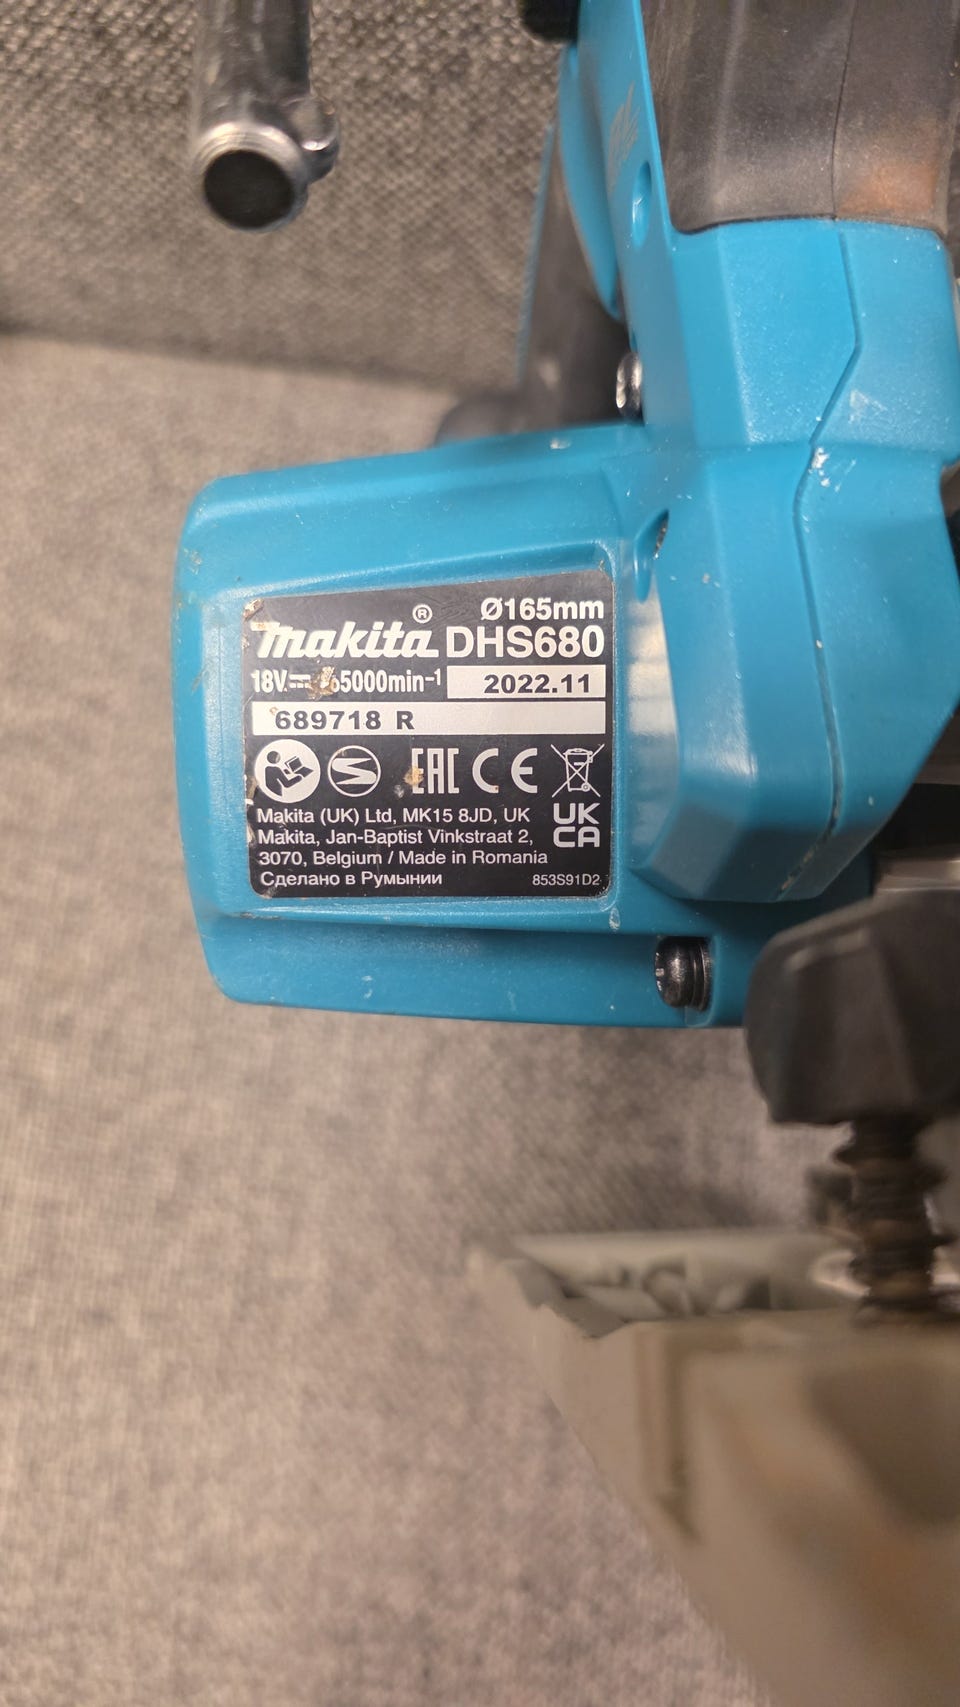 Ø165mm
makita® DHS680
18V 5000min-1 2022.11
689718 R
EAC CE
Makita (UK) Ltd, MK15 8JD, UK
UK
CA
Makita, Jan-Baptist Vinkstraat 2,
3070, Belgium / Made in Romania
Сделано в Румынии 853S91D2